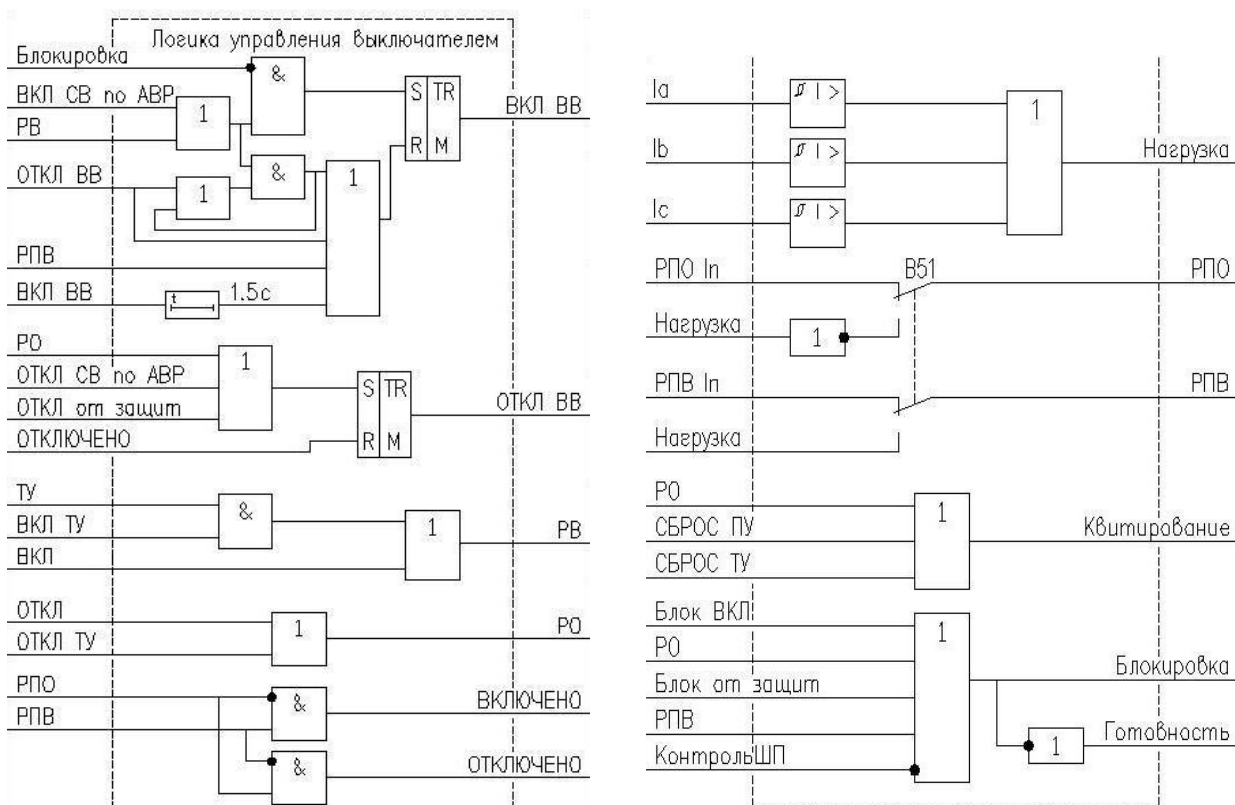 Логика управления выключателем
Блокировка
&
ВКЛ СВ по АВР
1
РВ
S TR
R M
ВКЛ ВВ
ОТКЛ ВВ
1
&
1
РПВ
ВКЛ ВВ
t
1.5с
РО
1
ОТКЛ СВ по АВР
ОТКЛ от защит
ОТКЛЮЧЕНО
S TR
R M
ОТКЛ ВВ
ТУ
&
ВКЛ ТУ
ВКЛ
1
РВ
ОТКЛ
1
ОТКЛ ТУ
РО
РПО
&
ВКЛЮЧЕНО
РПВ
&
ОТКЛЮЧЕНО
Ia
I >
1
Ib
I >
Нагрузка
Ic
I >
РПО In
B51
РПО
Нагрузка
1
РПВ In
РПВ
Нагрузка
РО
1
СБРОС ПУ
Квитирование
СБРОС ТУ
Блок ВКЛ
1
РО
Блокировка
Блок от защит
РПВ
1
Готовность
КонтрольШП